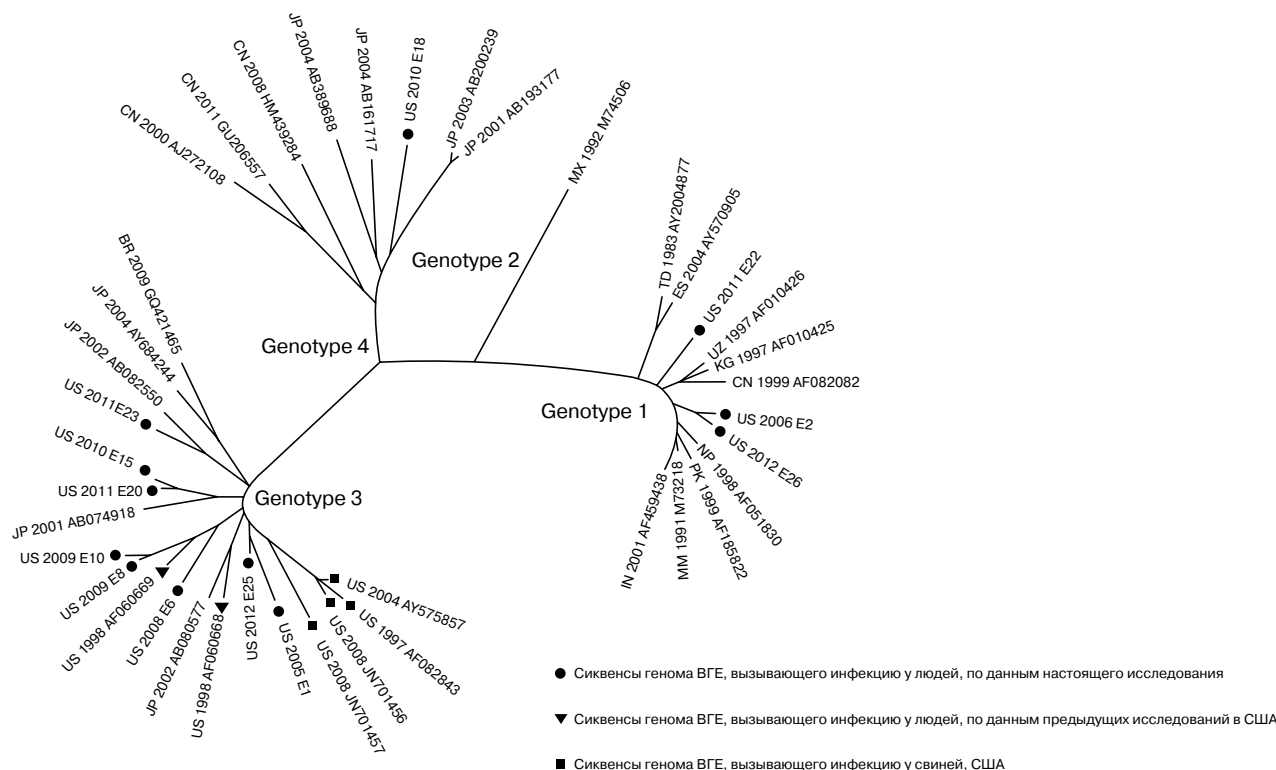 CN 2000 AJ272108
CN 2011 GU206557
CN 2008 HM439284
JP 2004 AB389688
JP 2004 AB161717
US 2010 E18
JP 2003 AB200239
JP 2001 AB193177
Genotype 2
MX 1992 M74506
TD 1983 AY2004877
ES 2004 AY570905
US 2011 E22
UZ 1997 AF010426
KG 1997 AF010425
CN 1999 AF082082
US 2006 E2
US 2012 E26
NP 1998 AF051830
PK 1999 AF185822
MM 1991 M73218
IN 2001 AF459438
Genotype 1
Genotype 4
BR 2009 GQ421465
JP 2004 AY684244
JP 2002 AB082550
US 2011E23
US 2010 E15
US 2011 E20
JP 2001 AB074918
Genotype 3
US 2009 E10
US 2009 E8
US 1998 AF060669
US 2008 E6
JP 2002 AB080577
US 1998 AF060668
US 2012 E25
US 2005 E1
US 2008 JN701457
US 2008 JN701456
US 1997 AF082843
US 2004 AY575857
Сиквенсы генома ВГЕ, вызывающего инфекцию у людей, по данным настоящего исследования
Сиквенсы генома ВГЕ, вызывающего инфекцию у людей, по данным предыдущих исследований в США
Сиквенсы генома ВГЕ, вызывающего инфекцию у свиней, США